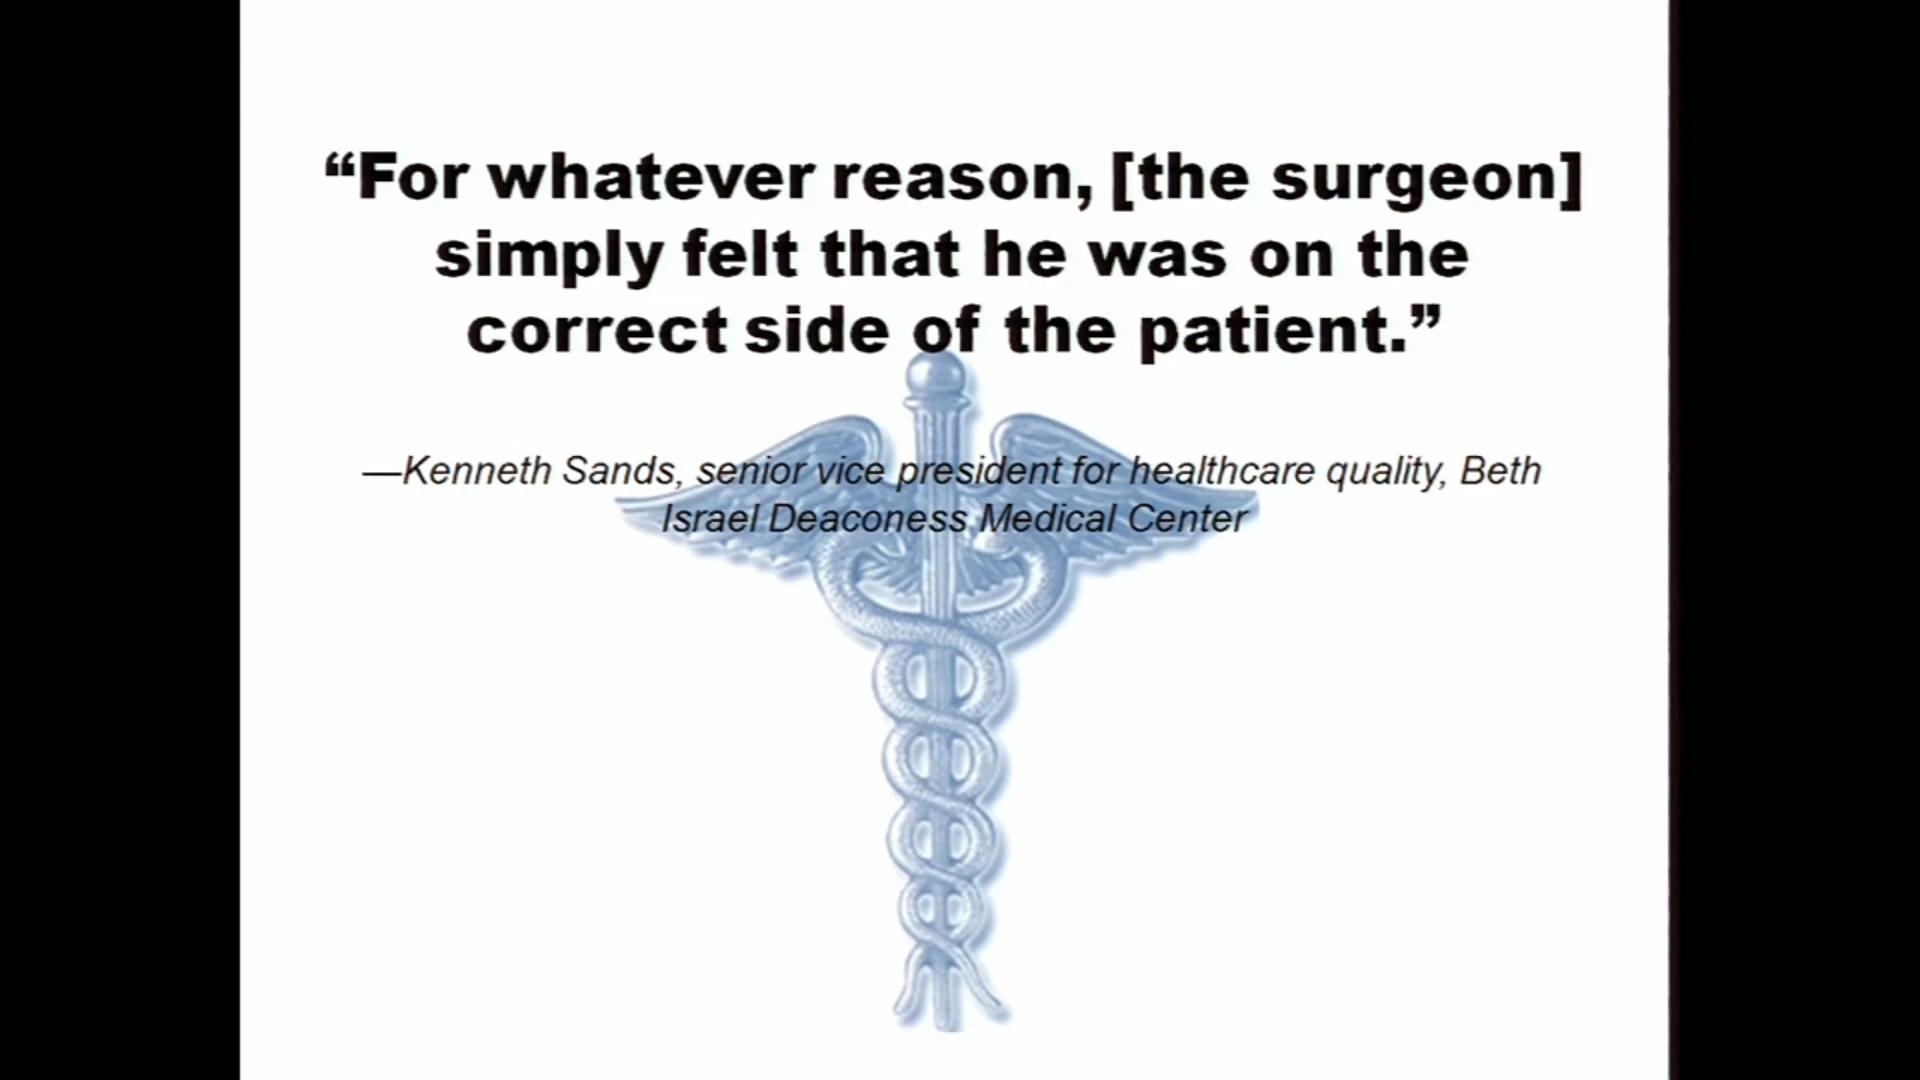 “For whatever reason, [the surgeon]
simply felt that he was on the
correct side of the patient.”
—Kenneth Sands, senior vice president for healthcare quality, Beth
Israel Deaconess Medical Center